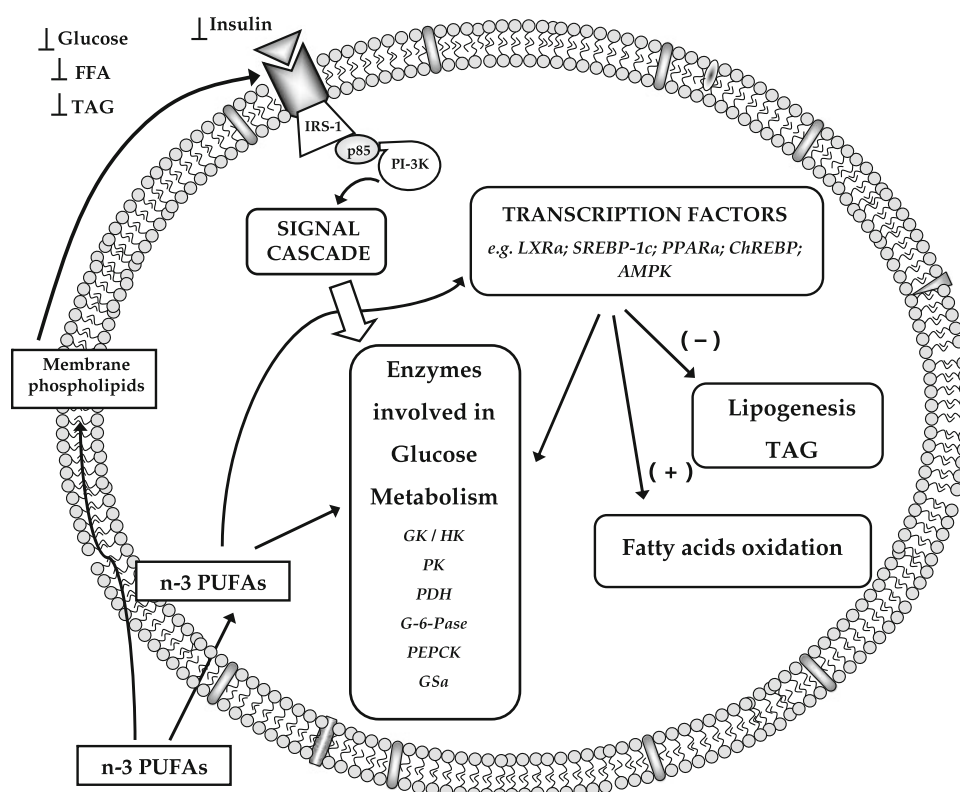 ⊥ Glucose
⊥ FFA
⊥ TAG
⊥ Insulin
IRS-1
p85
PI-3K
SIGNAL
CASCADE
TRANSCRIPTION FACTORS
e.g. LXRa; SREBP-1c; PPARa; ChREBP;
AMPK
Membrane
phospholipids
Enzymes
involved in
Glucose
Metabolism
GK / HK
PK
PDH
G-6-Pase
PEPCK
GSa
( – )
Lipogenesis
TAG
( + )
Fatty acids oxidation
n-3 PUFAs
n-3 PUFAs